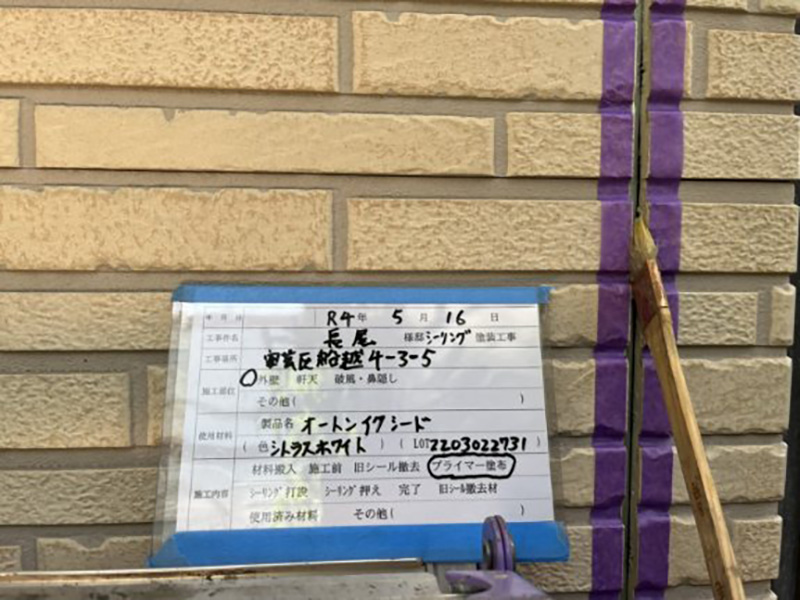 年月日 R4年 5月 16日
工事件名 長尾 様邸シーリング塗装工事
工事場所 安芸区船越4-3-5
施工部位 外壁 軒天 破風・鼻隠し
その他( )
使用材料 製品名 オートンイクシード
(色 シトラスホワイト ) (LOT 2203022731 )
材料搬入 施工前 旧シール撤去 プライマー塗布
施工内容 シーリング打設 シーリング押え 完了 旧シール撤去材
使用済み材料 その他( )